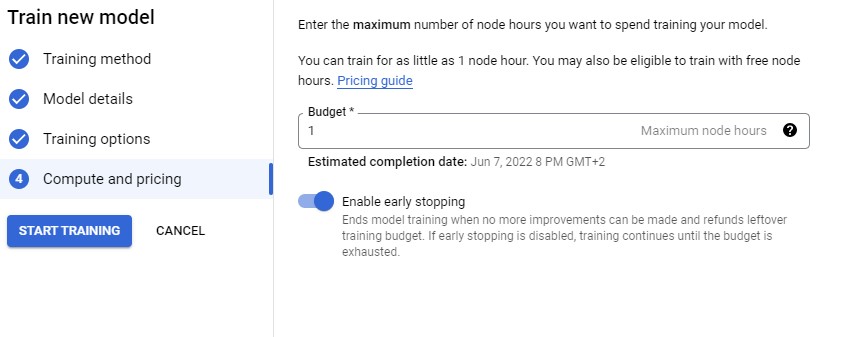 Train new model
Training method
Model details
Training options
4 Compute and pricing
START TRAINING CANCEL
Enter the maximum number of node hours you want to spend training your model.
You can train for as little as 1 node hour. You may also be eligible to train with free node
hours. Pricing guide
Budget *
1 Maximum node hours ?
Estimated completion date: Jun 7, 2022 8 PM GMT+2
Enable early stopping
Ends model training when no more improvements can be made and refunds leftover
training budget. If early stopping is disabled, training continues until the budget is
exhausted.